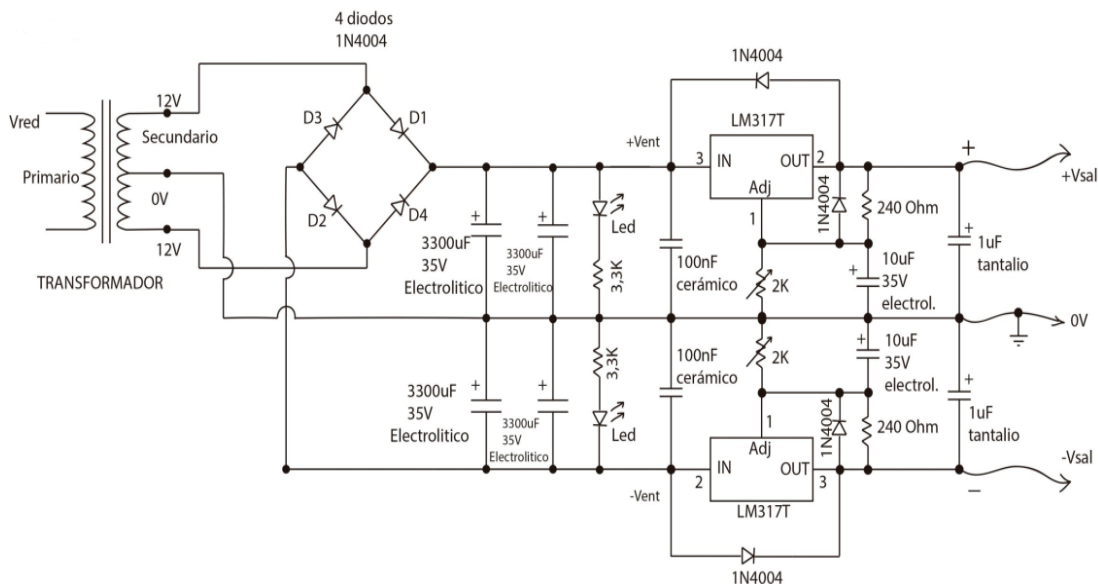 4 diodos
1N4004
1N4004
12V
LM317T
Vred
D3
D1
Secundario
+Vent
3
IN
OUT
2
+
+Vsal
Primario
Adj
0V
1N4004
240 Ohm
D2
D4
1
Led
12V
+
3300uF
35V
Electrolitico
+
3300uF
35V
Electrolitico
+
1uF
tantalio
TRANSFORMADOR
3,3K
100nF
cerámico
2K
+
10uF
35V
electrol.
0V
3,3K
100nF
cerámico
2K
+
10uF
35V
electrol.
+
3300uF
35V
Electrolitico
+
3300uF
35V
Electrolitico
Led
1
1N4004
240 Ohm
+
1uF
tantalio
Adj
IN
OUT
-Vsal
2
3
-Vent
−
LM317T
1N4004